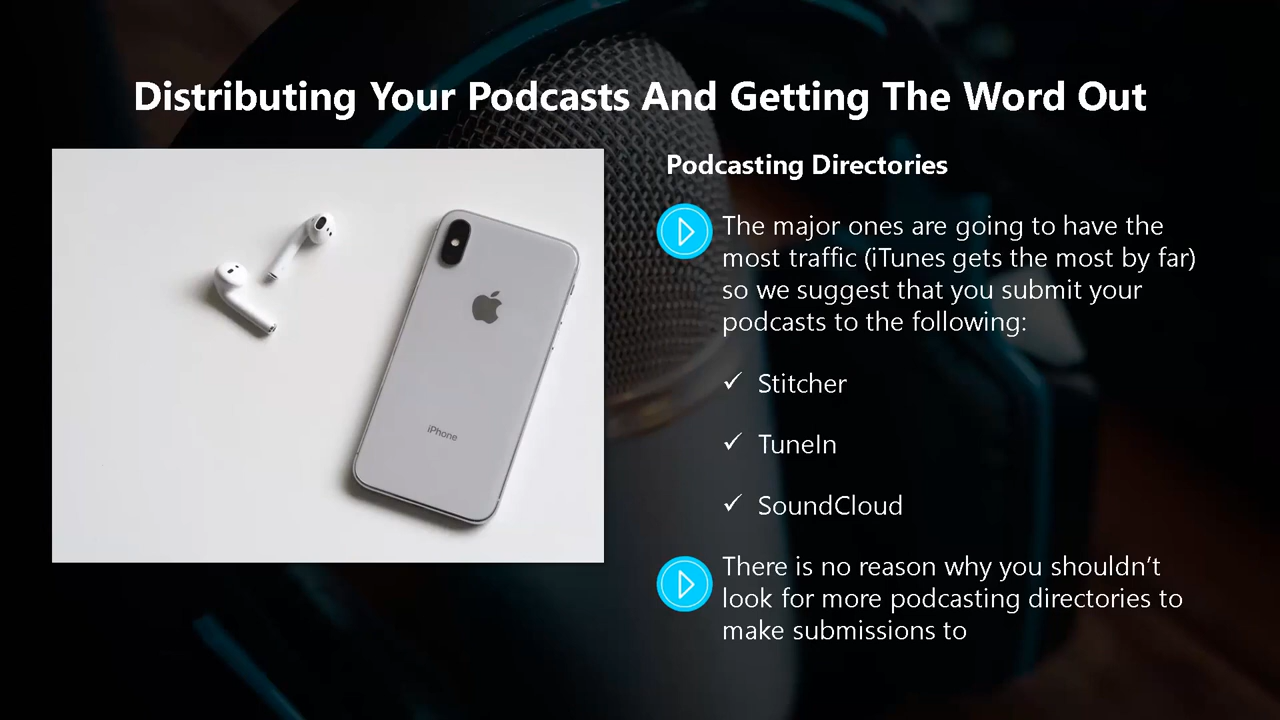 Distributing Your Podcasts And Getting The Word Out
Podcasting Directories
The major ones are going to have the
most traffic (iTunes gets the most by far)
so we suggest that you submit your
podcasts to the following:
✓ Stitcher
✓ TuneIn
✓ SoundCloud
There is no reason why you shouldn’t
look for more podcasting directories to
make submissions to
iPhone